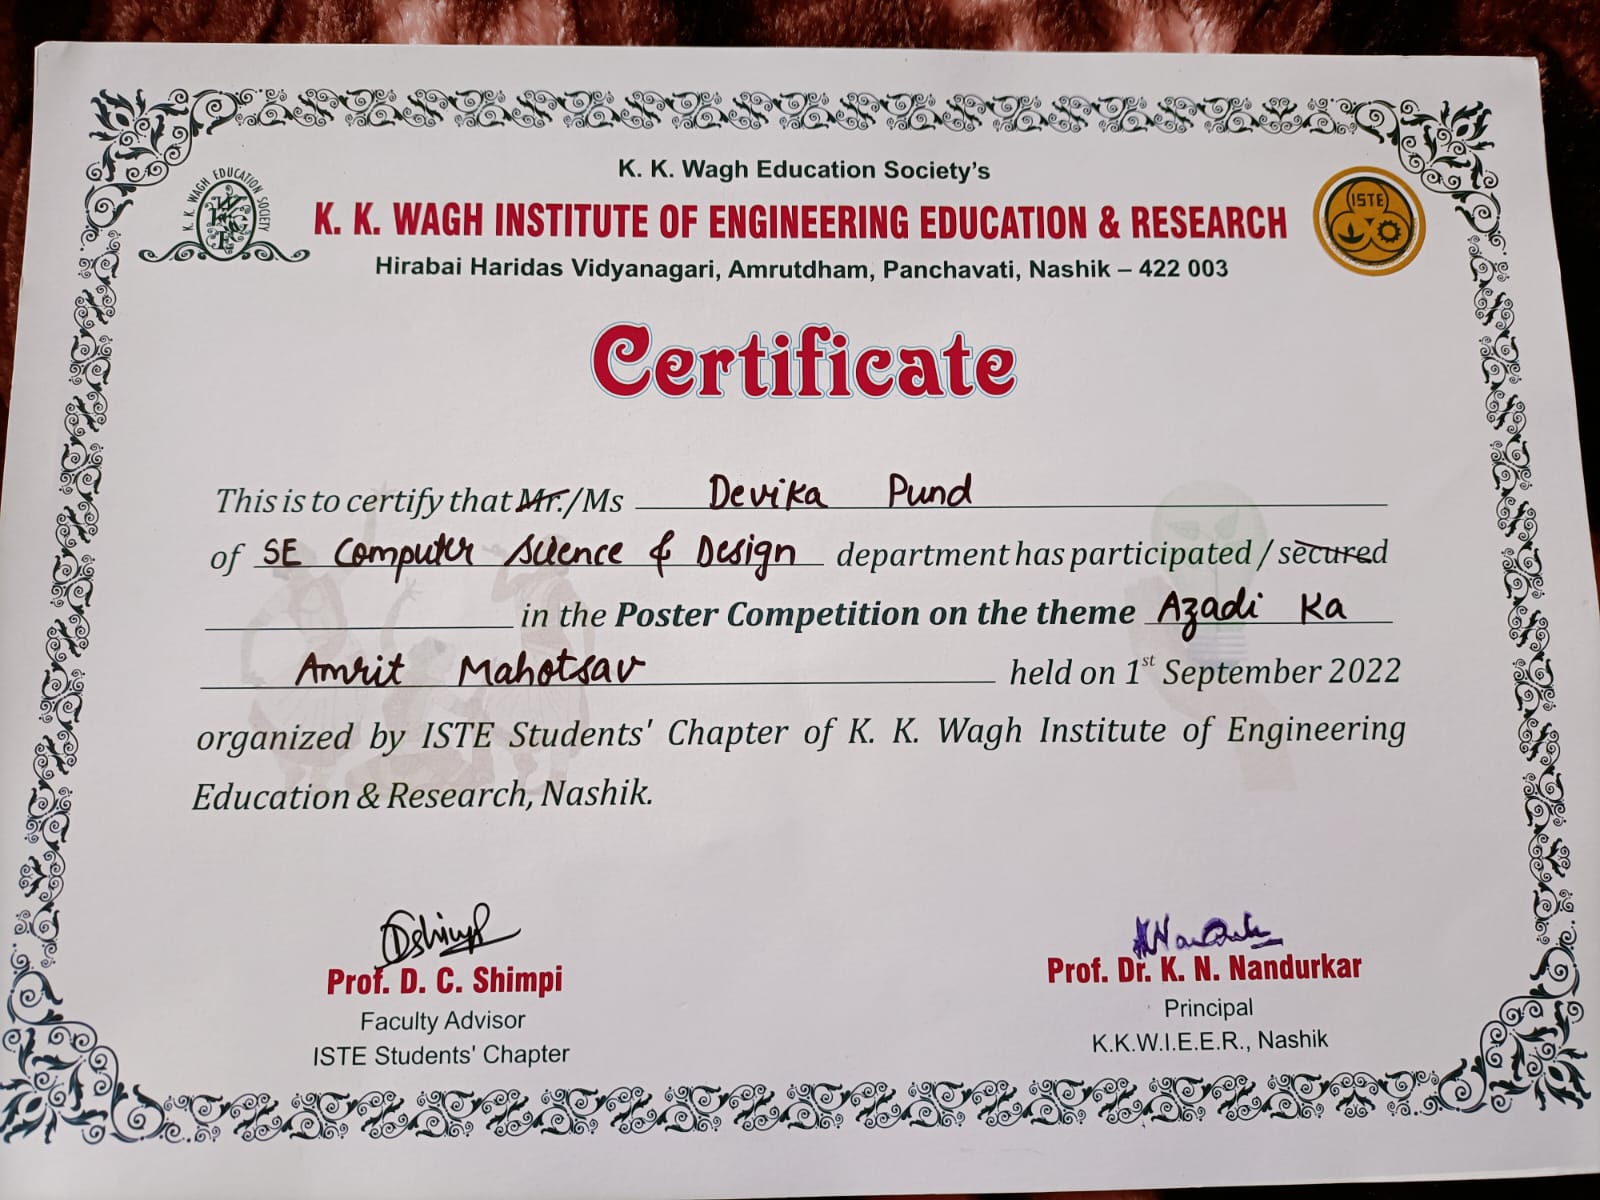 K. K. Wagh Education Society's
K. K. WAGH INSTITUTE OF ENGINEERING EDUCATION & RESEARCH
Hirabai Haridas Vidyanagari, Amrutdham, Panchavati, Nashik – 422 003
K. K. WAGH EDUCATION SOCIETY
ISTE
Certificate
This is to certify that Mr./Ms Devika Pund
of SE Computer Science & Design department has participated / secured
in the Poster Competition on the theme Azadi Ka
Amrit Mahotsav held on 1st September 2022
organized by ISTE Students' Chapter of K. K. Wagh Institute of Engineering
Education & Research, Nashik.
Prof. D. C. Shimpi
Faculty Advisor
ISTE Students' Chapter
Prof. Dr. K. N. Nandurkar
Principal
K.K.W.I.E.E.R., Nashik